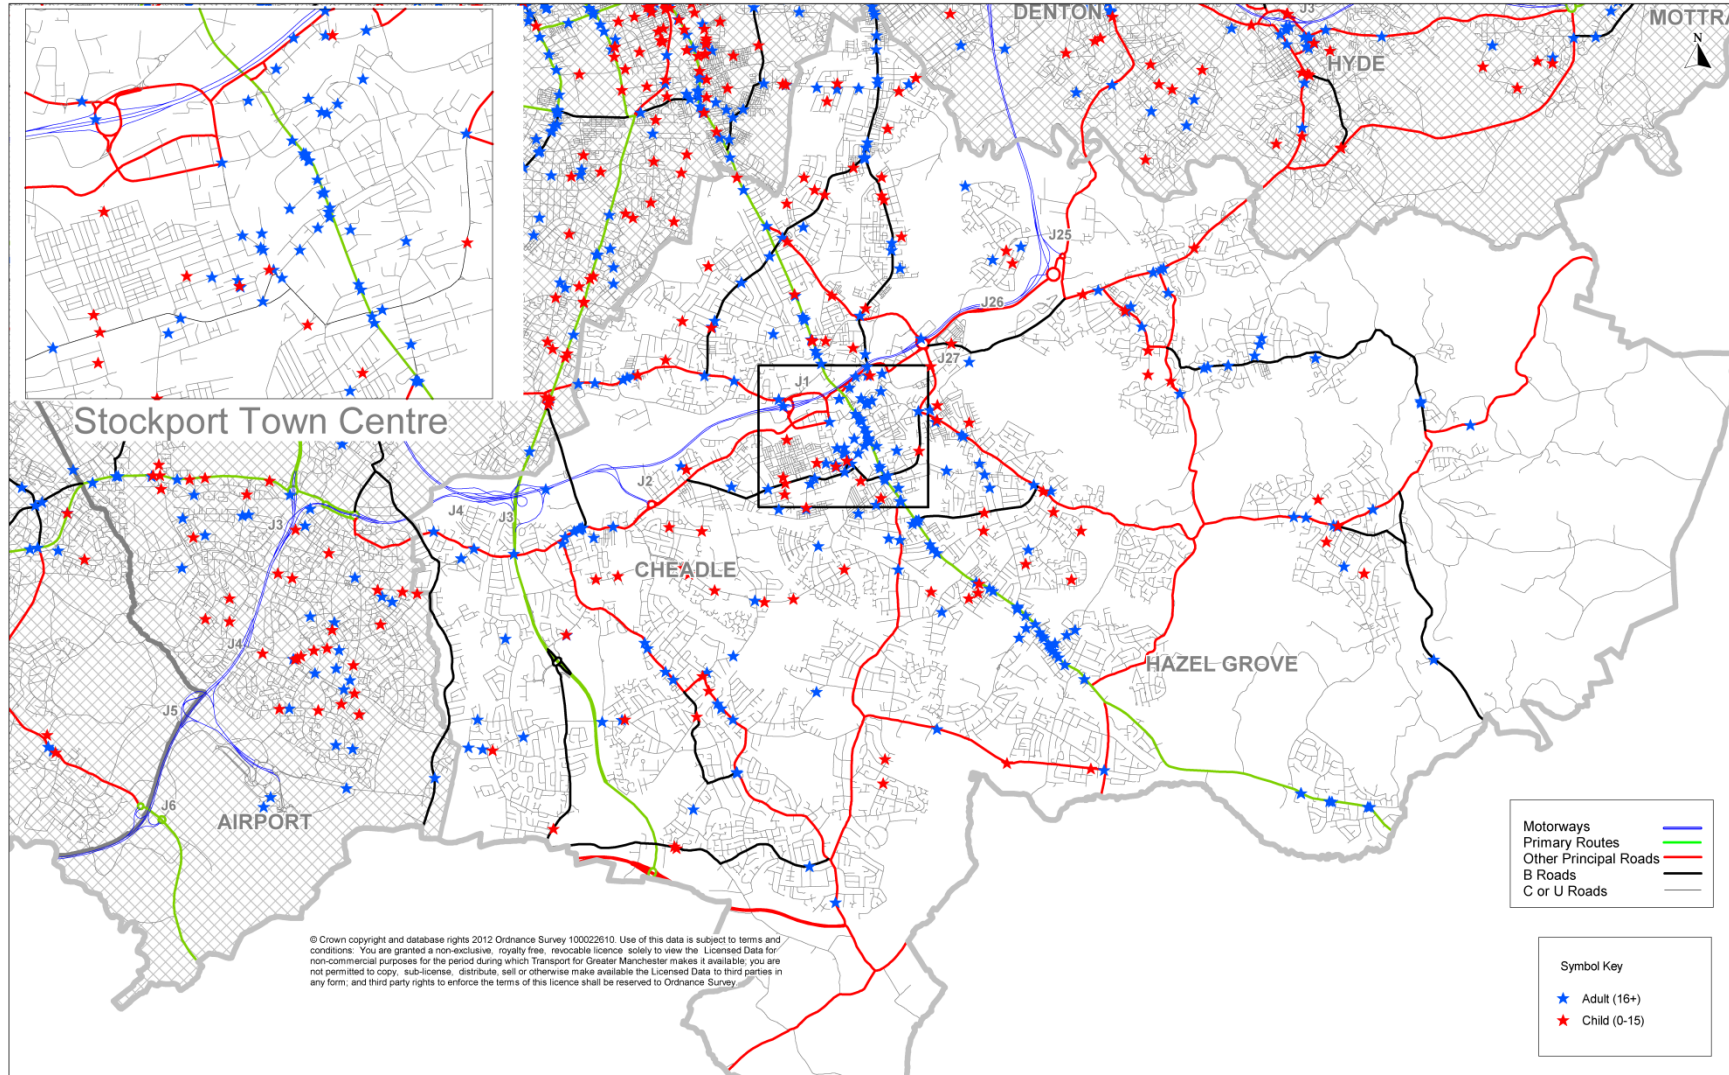 DENTON
J3
MOTTRA
N
HYDE
J25
J26
J27
J1
Stockport Town Centre
J2
J4
J3
J3
CHEADLE
J4
HAZEL GROVE
J5
J6
AIRPORT
Motorways
Primary Routes
Other Principal Roads
B Roads
C or U Roads
© Crown copyright and database rights 2012 Ordnance Survey 100022610. Use of this data is subject to terms and
conditions: You are granted a non-exclusive, royalty free, revocable licence solely to view the Licensed Data for
non-commercial purposes for the period during which Transport for Greater Manchester makes it available; you are
not permitted to copy, sub-license, distribute, sell or otherwise make available the Licensed Data to third parties in
any form; and third party rights to enforce the terms of this licence shall be reserved to Ordnance Survey.
Symbol Key
Adult (16+)
Child (0-15)